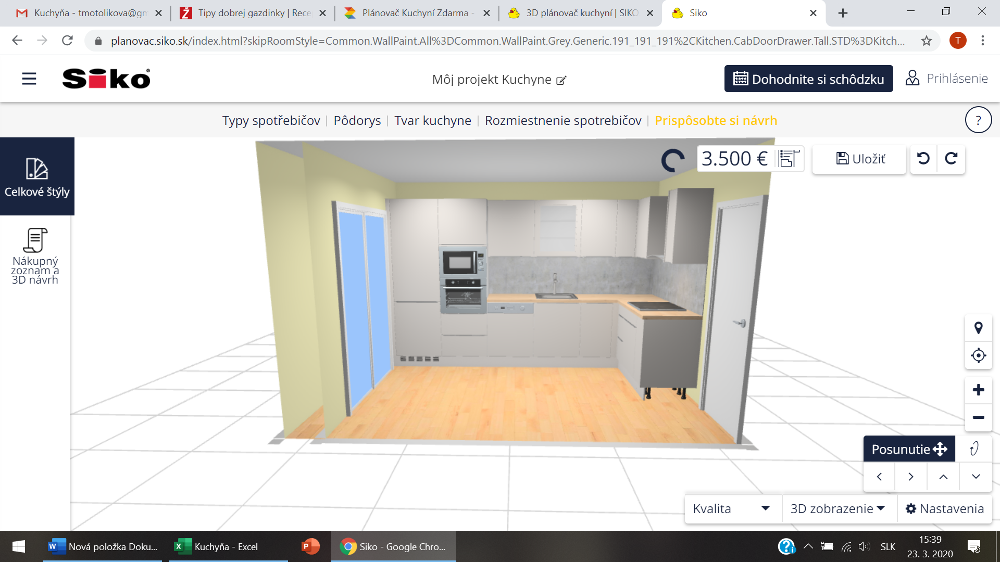 Kuchyňa - tmotolikova@gm
Tipy dobrej gazdinky | Rece
Plánovač Kuchyní Zdarma -
3D plánovač kuchyní | SIKO
Siko
planovac.siko.sk/index.html?skipRoomStyle=Common.WallPaint.All%3DCommon.WallPaint.Grey.Generic.191_191_191%2CKitchen.CabDoorDrawer.Tall.STD%3DKitch...
T
Siko®
Môj projekt Kuchyne
Dohodnite si schôdzku
Prihlásenie
Typy spotřebičov | Pôdorys | Tvar kuchyne | Rozmiestnenie spotrebičov | Prispôsobte si návrh
?
Celkové štýly
3.500 €
Uložiť
Nákupný
zoznam a
3D návrh
Posunutie
Kvalita
3D zobrazenie
Nastavenia
Nová položka Doku...
Kuchyňa - Excel
Siko - Google Chro...
SLK
15:39
23. 3. 2020